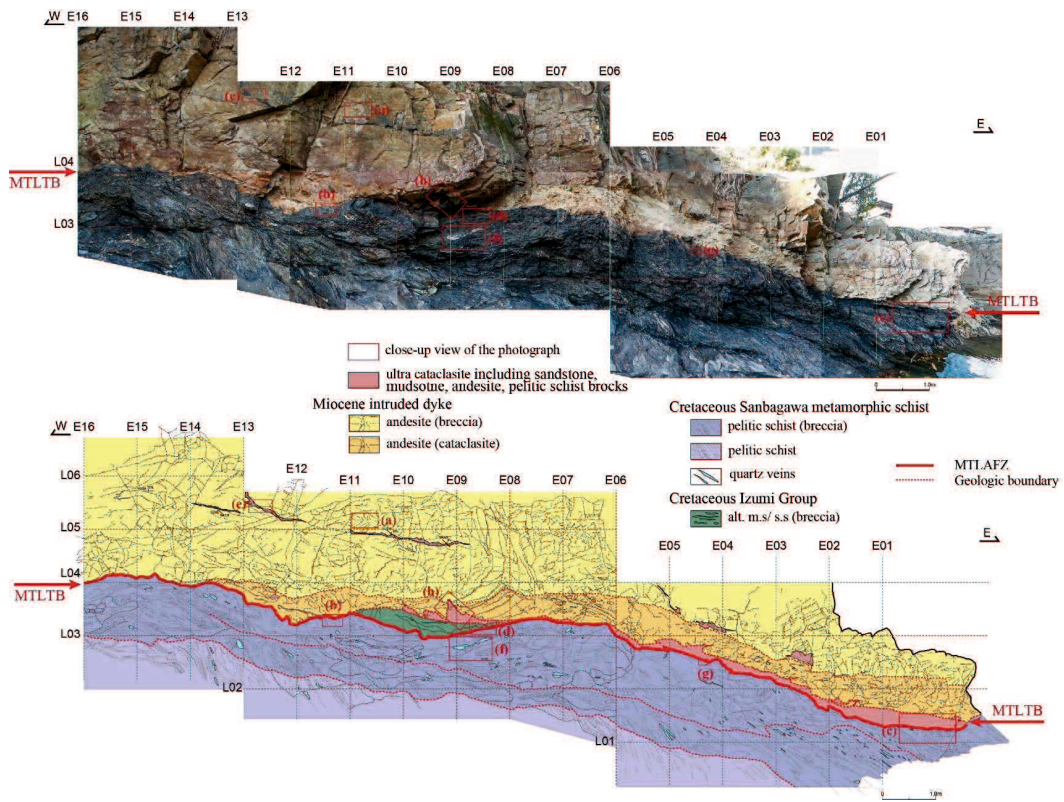 W E16 E15 E14 E13
E12 E11 E10 E09 E08 E07 E06
E05 E04 E03 E02 E01
E
L04
MTLTB
L03
(e)
(b)
(h)
(g)
MTLTB
1.0m
close-up view of the photograph
ultra cataclasite including sandstone,
mudsotne, andesite, pelitic schist brocks
Miocene intruded dyke
andesite (breccia)
andesite (cataclasite)
Cretaceous Sanbagawa metamorphic schist
pelitic schist (breccia)
pelitic schist
quartz veins
Cretaceous Izumi Group
alt. m.s/ s.s (breccia)
MTLAFZ
Geologic boundary
W
E16 E15 E14 E13
E12
E11 E10 E09 E08 E07 E06
E05 E04 E03 E02 E01
E
L06
L05
L04
MTLTB
L03
L02
L01
(e)
(a)
(h)
(b)
(d)
(f)
(g)
(c)
MTLTB
1.0m